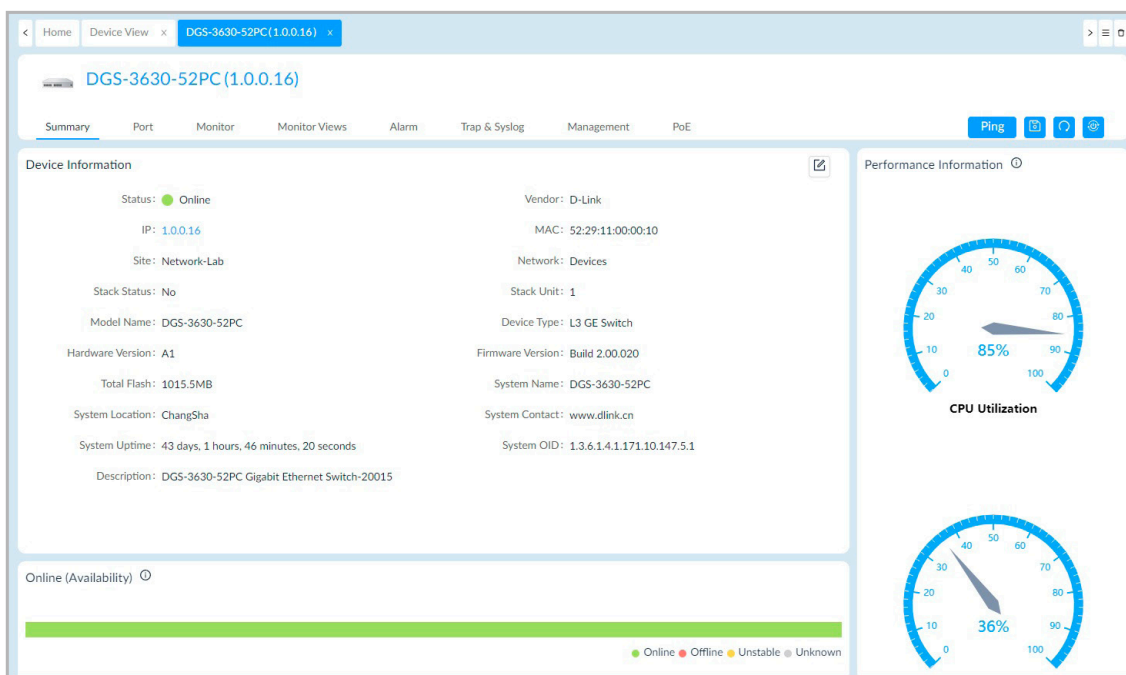 Home Device View x DGS-3630-52PC(1.0.0.16) x
DGS-3630-52PC(1.0.0.16)
Summary Port Monitor Monitor Views Alarm Trap & Syslog Management PoE Ping
Device Information
Status: Online Vendor: D-Link
IP: 1.0.0.16 MAC: 52:29:11:00:00:10
Site: Network-Lab Network: Devices
Stack Status: No Stack Unit: 1
Model Name: DGS-3630-52PC Device Type: L3 GE Switch
Hardware Version: A1 Firmware Version: Build 2.00.020
Total Flash: 1015.5MB System Name: DGS-3630-52PC
System Location: ChangSha System Contact: www.dlink.cn
System Uptime: 43 days, 1 hours, 46 minutes, 20 seconds System OID: 1.3.6.1.4.1.171.10.147.5.1
Description: DGS-3630-52PC Gigabit Ethernet Switch-20015
Online (Availability)
Online Offline Unstable Unknown
Performance Information
0 10 20 30 40 50 60 70 80 90 100
85%
CPU Utilization
0 10 20 30 40 50 60 70 80 90 100
36%